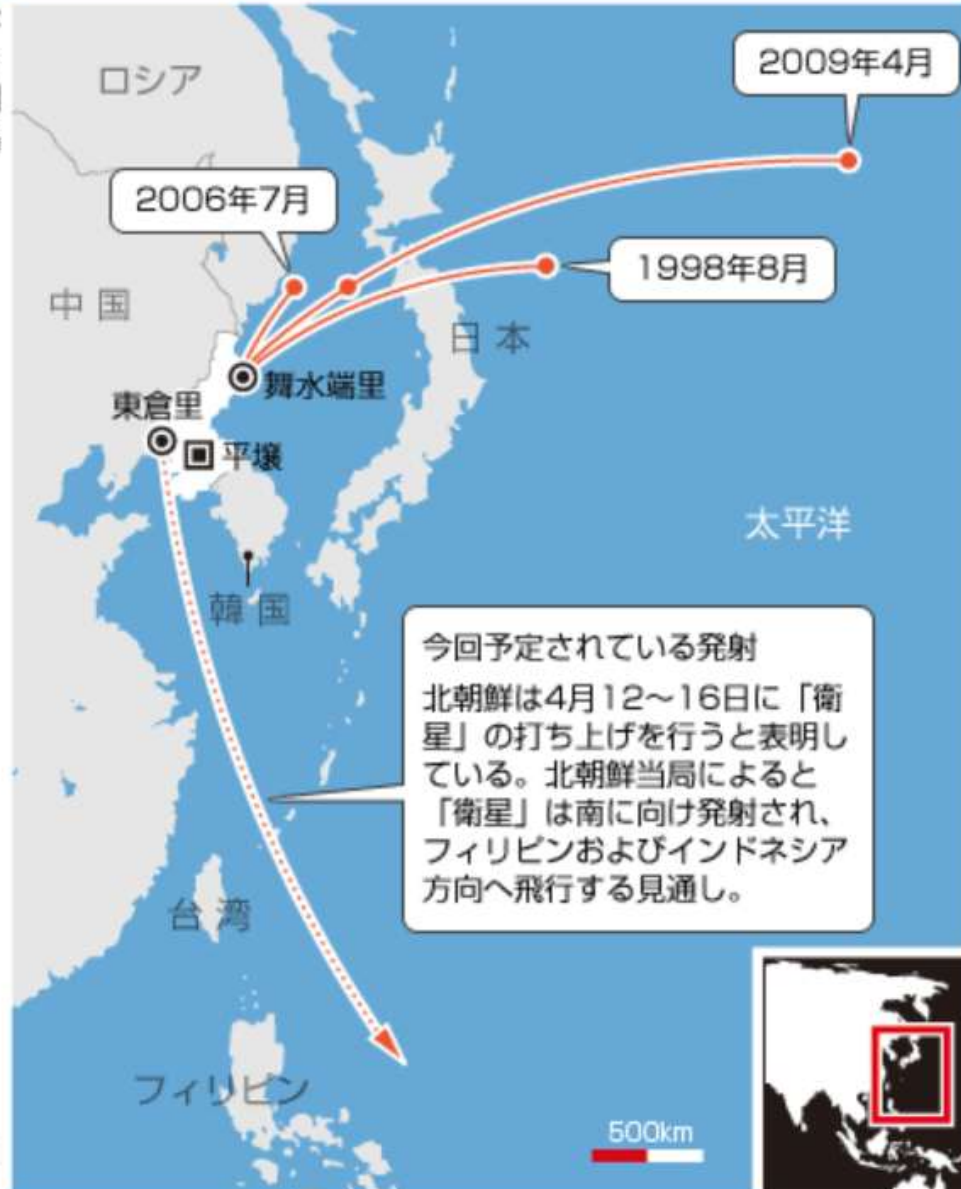 ロシア
2009年4月
2006年7月
1998年8月
中国
日本
舞水端里
東倉里
平壌
太平洋
韓国
今回予定されている発射
北朝鮮は4月12～16日に「衛
星」の打ち上げを行うと表明し
ている。北朝鮮当局によると
「衛星」は南に向け発射され、
フィリピンおよびインドネシア
方向へ飛行する見通し。
台湾
フィリピン
500km